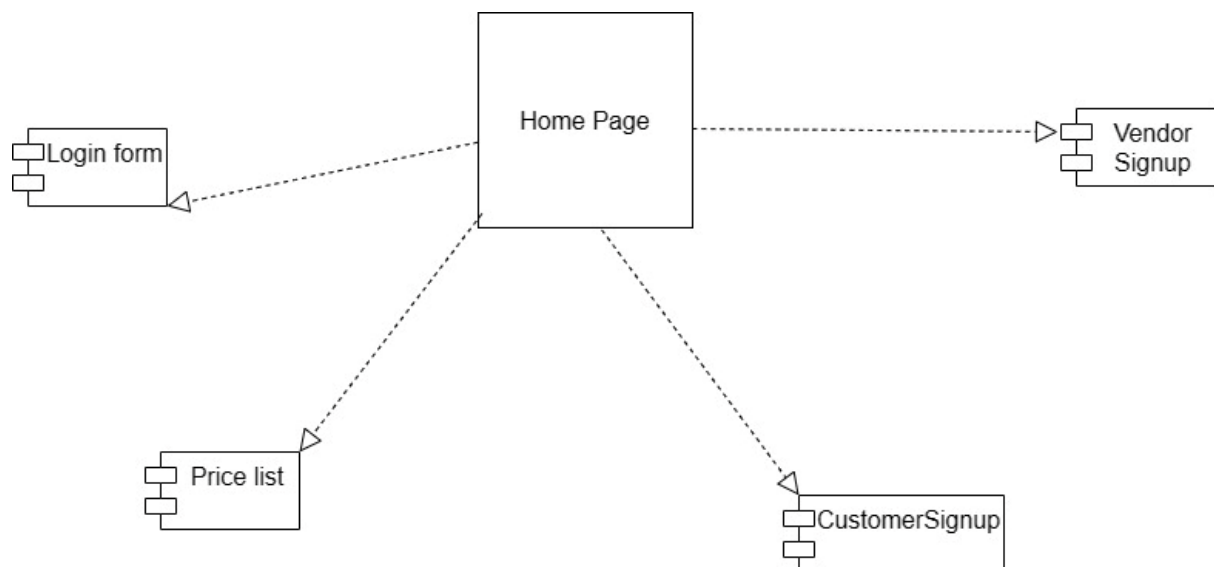 Home Page
Login form
Vendor
Signup
Price list
CustomerSignup